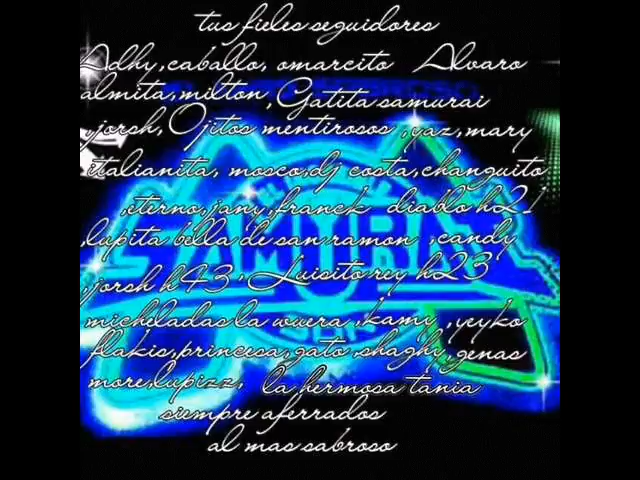 tus fieles seguidores
Adhy,caballo, omarcito Alvaro
almita,milton,Gatita samurai
,jorsh,Ojitos mentirosos ,yaz,mary
italianita, mosco,dj costa,changuito
,eterno,jany,franck diablo h21
,lupita bella de san ramon ,candy
,jorsh h43, Luisito rey h23
micheladas la wuera ,kamy ,yeyko
flakis,princesa,gato,shaghy,genas
more,lupizz, la hermosa tania
siempre aferrados
al mas sabroso
SAMURAI